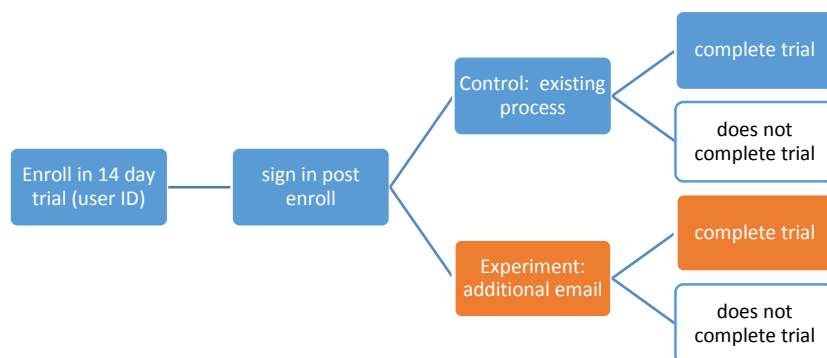 Enroll in 14 day
trial (user ID)
sign in post
enroll
Control:  existing
process
complete trial
does not
complete trial
Experiment:
additional email
complete trial
does not
complete trial